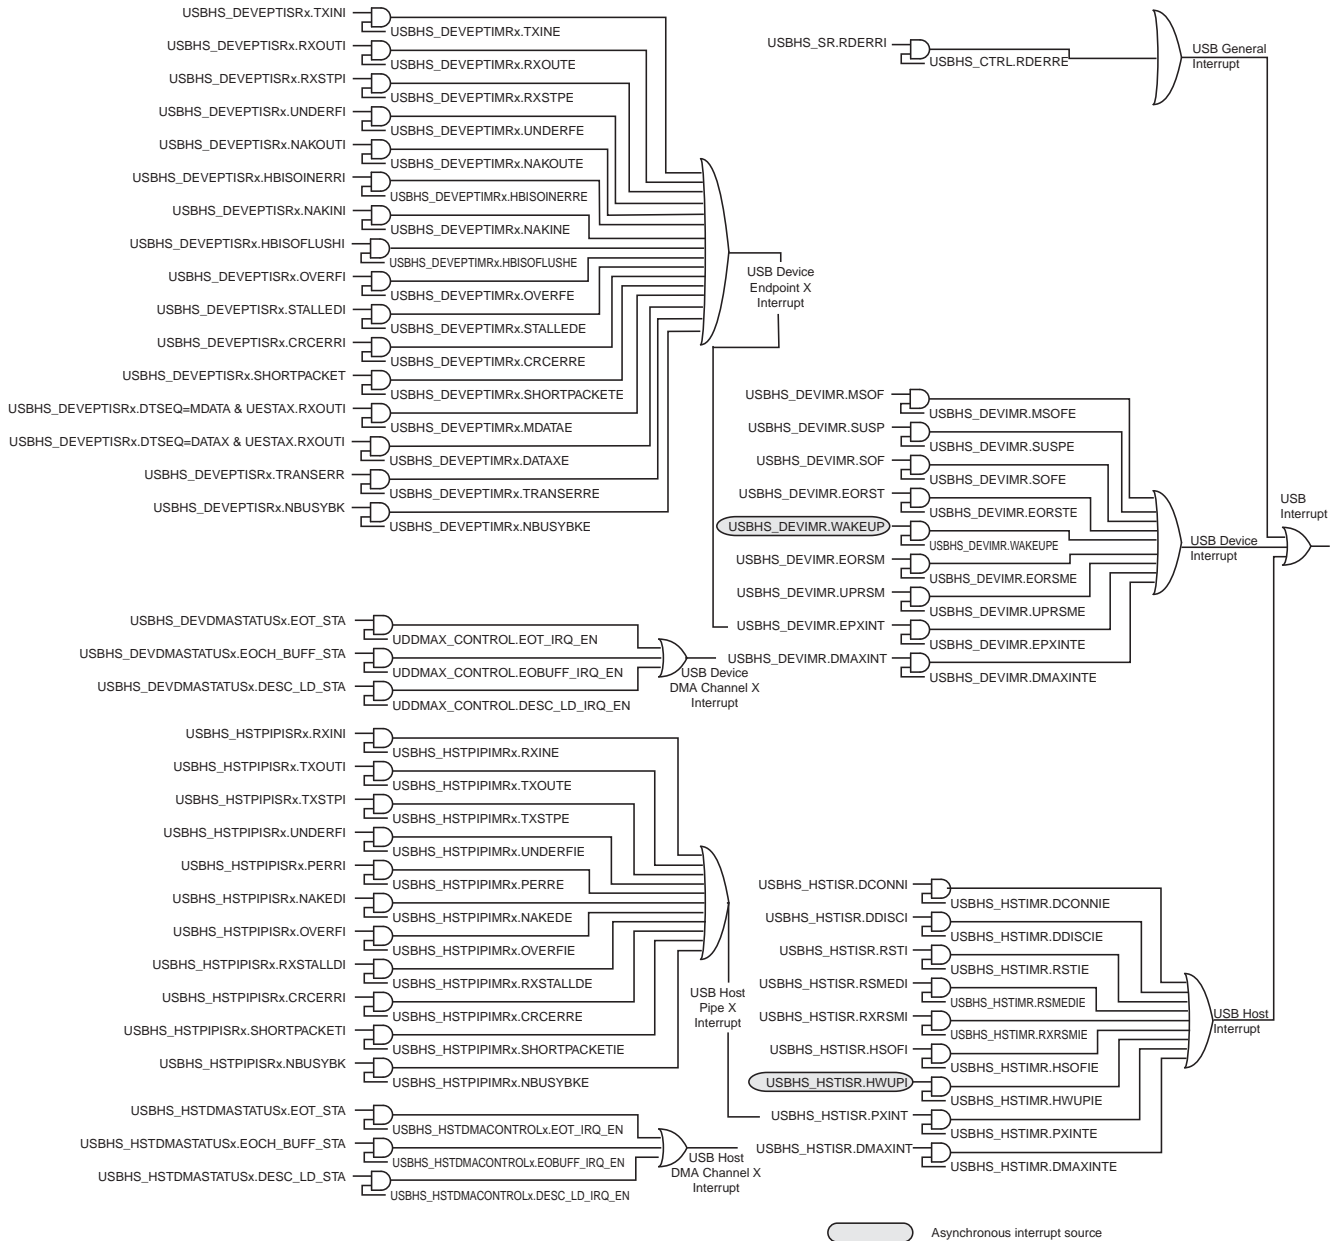 USBHS_DEVEPTISRx.TXINI
USBHS_DEVEPTIMRx.TXINE
USBHS_DEVEPTISRx.RXOUTI
USBHS_DEVEPTIMRx.RXOUTE
USBHS_DEVEPTISRx.RXSTPI
USBHS_DEVEPTIMRx.RXSTPE
USBHS_DEVEPTISRx.UNDERFI
USBHS_DEVEPTIMRx.UNDERFE
USBHS_DEVEPTISRx.NAKOUTI
USBHS_DEVEPTIMRx.NAKOUTE
USBHS_DEVEPTISRx.HBISOINERRI
USBHS_DEVEPTIMRx.HBISOINERRE
USBHS_DEVEPTISRx.NAKINI
USBHS_DEVEPTIMRx.NAKINE
USBHS_DEVEPTISRx.HBISOFLUSHI
USBHS_DEVEPTIMRx.HBISOFLUSHE
USBHS_DEVEPTISRx.OVERFI
USBHS_DEVEPTIMRx.OVERFE
USBHS_DEVEPTISRx.STALLEDI
USBHS_DEVEPTIMRx.STALLEDE
USBHS_DEVEPTISRx.CRCERRI
USBHS_DEVEPTIMRx.CRCERRE
USBHS_DEVEPTISRx.SHORTPACKET
USBHS_DEVEPTIMRx.SHORTPACKETE
USBHS_DEVEPTISRx.DTSEQ=MDATA & UESTAX.RXOUTI
USBHS_DEVEPTIMRx.MDATAE
USBHS_DEVEPTISRx.DTSEQ=DATAX & UESTAX.RXOUTI
USBHS_DEVEPTIMRx.DATAXE
USBHS_DEVEPTISRx.TRANSERR
USBHS_DEVEPTIMRx.TRANSERRE
USBHS_DEVEPTISRx.NBUSYBK
USBHS_DEVEPTIMRx.NBUSYBKE
USB Device
Endpoint X
Interrupt
USBHS_SR.RDERRI
USBHS_CTRL.RDERRE
USB General
Interrupt
USBHS_DEVIMR.MSOF
USBHS_DEVIMR.MSOFE
USBHS_DEVIMR.SUSP
USBHS_DEVIMR.SUSPE
USBHS_DEVIMR.SOF
USBHS_DEVIMR.SOFE
USBHS_DEVIMR.EORST
USBHS_DEVIMR.EORSTE
USBHS_DEVIMR.WAKEUP
USBHS_DEVIMR.WAKEUPE
USBHS_DEVIMR.EORSM
USBHS_DEVIMR.EORSME
USBHS_DEVIMR.UPRSM
USBHS_DEVIMR.UPRSME
USBHS_DEVIMR.EPXINT
USBHS_DEVIMR.EPXINTE
USBHS_DEVIMR.DMAXINT
USBHS_DEVIMR.DMAXINTE
USB Device
Interrupt
USB
Interrupt
USBHS_DEVDMASTATUSx.EOT_STA
UDDMAX_CONTROL.EOT_IRQ_EN
USBHS_DEVDMASTATUSx.EOCH_BUFF_STA
UDDMAX_CONTROL.EOBUFF_IRQ_EN
USBHS_DEVDMASTATUSx.DESC_LD_STA
UDDMAX_CONTROL.DESC_LD_IRQ_EN
USB Device
DMA Channel X
Interrupt
USBHS_HSTPIPISRx.RXINI
USBHS_HSTPIPIMRx.RXINE
USBHS_HSTPIPISRx.TXOUTI
USBHS_HSTPIPIMRx.TXOUTE
USBHS_HSTPIPISRx.TXSTPI
USBHS_HSTPIPIMRx.TXSTPE
USBHS_HSTPIPISRx.UNDERFI
USBHS_HSTPIPIMRx.UNDERFIE
USBHS_HSTPIPISRx.PERRI
USBHS_HSTPIPIMRx.PERRE
USBHS_HSTPIPISRx.NAKEDI
USBHS_HSTPIPIMRx.NAKEDE
USBHS_HSTPIPISRx.OVERFI
USBHS_HSTPIPIMRx.OVERFIE
USBHS_HSTPIPISRx.RXSTALLDI
USBHS_HSTPIPIMRx.RXSTALLDE
USBHS_HSTPIPISRx.CRCERRI
USBHS_HSTPIPIMRx.CRCERRE
USBHS_HSTPIPISRx.SHORTPACKETI
USBHS_HSTPIPIMRx.SHORTPACKETIE
USBHS_HSTPIPISRx.NBUSYBK
USBHS_HSTPIPIMRx.NBUSYBKE
USB Host
Pipe X
Interrupt
USBHS_HSTISR.DCONNI
USBHS_HSTIMR.DCONNIE
USBHS_HSTISR.DDISCI
USBHS_HSTIMR.DDISCIE
USBHS_HSTISR.RSTI
USBHS_HSTIMR.RSTIE
USBHS_HSTISR.RSMEDI
USBHS_HSTIMR.RSMEDIE
USBHS_HSTISR.RXRSMI
USBHS_HSTIMR.RXRSMIE
USBHS_HSTISR.HSOFI
USBHS_HSTIMR.HSOFIE
USBHS_HSTISR.HWUPI
USBHS_HSTIMR.HWUPIE
USBHS_HSTISR.PXINT
USBHS_HSTIMR.PXINTE
USBHS_HSTISR.DMAXINT
USBHS_HSTIMR.DMAXINTE
USB Host
Interrupt
USBHS_HSTDMASTATUSx.EOT_STA
USBHS_HSTDMACONTROLx.EOT_IRQ_EN
USBHS_HSTDMASTATUSx.EOCH_BUFF_STA
USBHS_HSTDMACONTROLx.EOBUFF_IRQ_EN
USBHS_HSTDMASTATUSx.DESC_LD_STA
USBHS_HSTDMACONTROLx.DESC_LD_IRQ_EN
USB Host
DMA Channel X
Interrupt
Asynchronous interrupt source